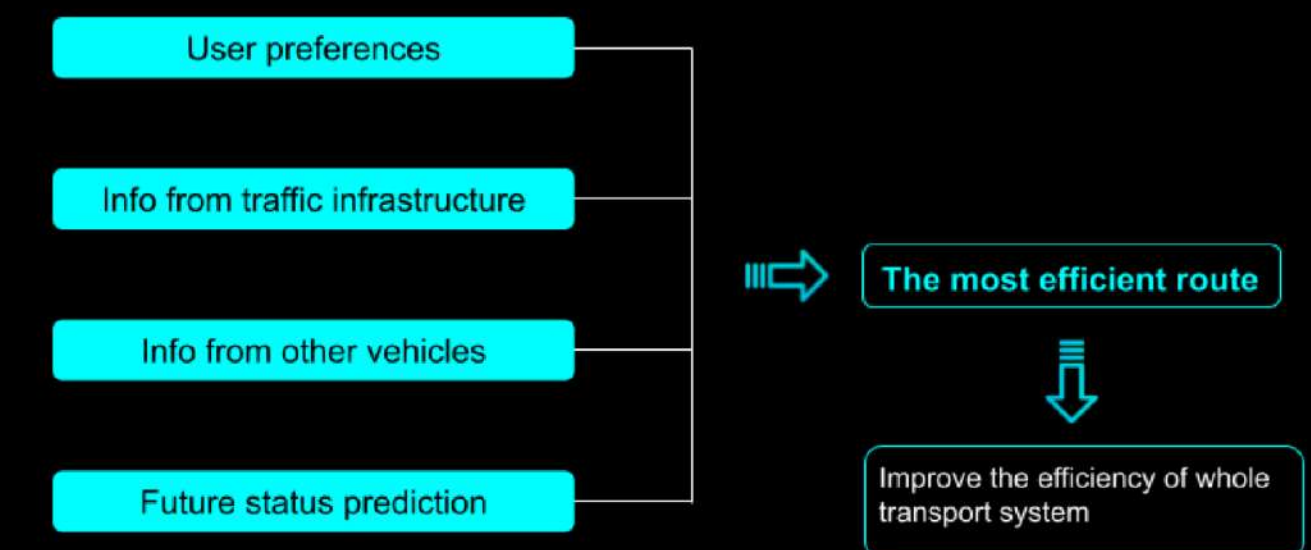 User preferences
Info from traffic infrastructure
Info from other vehicles
Future status prediction
The most efficient route
Improve the efficiency of whole
transport system